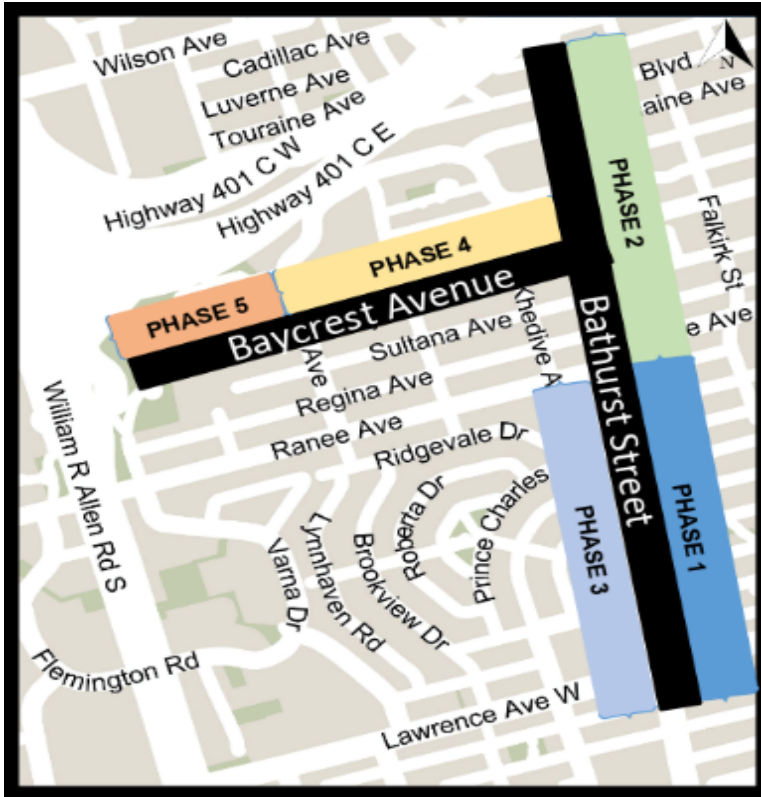 Wilson Ave
Cadillac Ave
Luverne Ave
Touraine Ave
Highway 401 C W
Highway 401 C E
N
Blvd
aine Ave
PHASE 2
Falkirk St
PHASE 4
PHASE 5
Baycrest Avenue
Khedive A
Bathurst Street
e Ave
Sultana Ave
Ave
Regina Ave
Ranee Ave
Ridgevale Dr
William R Allen Rd S
Roberta Dr
Prince Charles
PHASE 3
PHASE 1
Lynnhaven Rd
Varna Dr
Brookview Dr
Flemington Rd
Lawrence Ave W